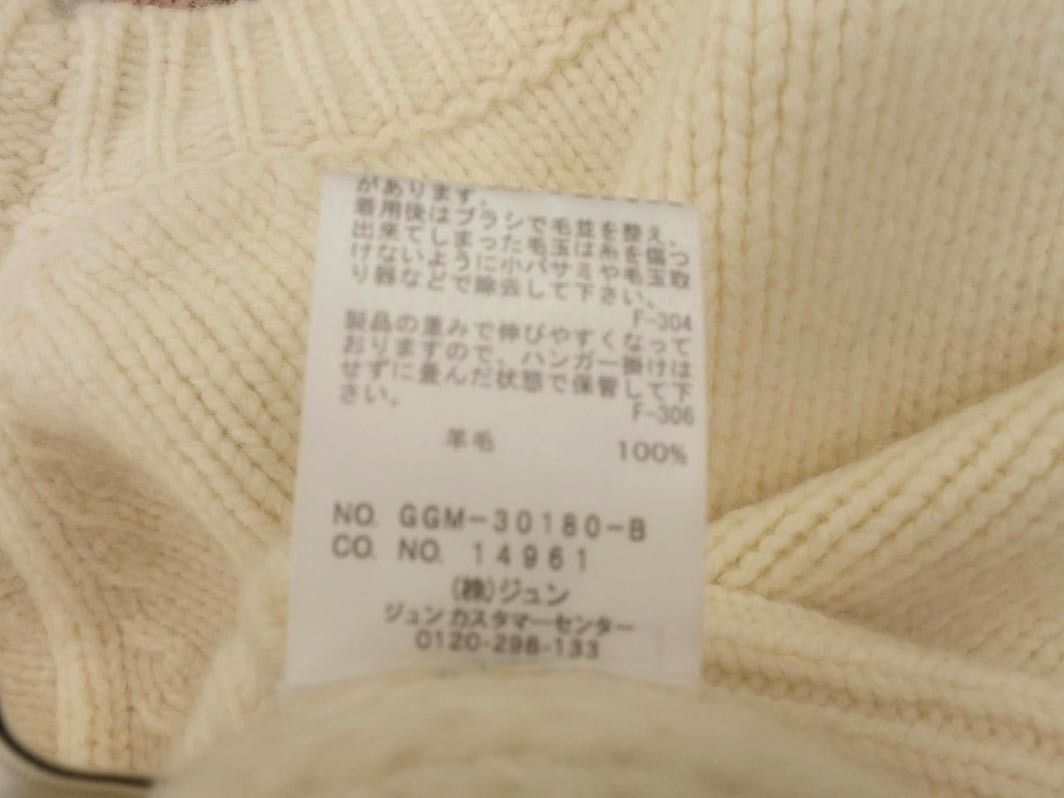 があります。
着用後はブラシで毛並を整え、
出来てしまった毛玉は糸を傷つ
けないように小バサミや毛玉取
り器などで除去して下さい。
F-304
製品の重みで伸びやすくなって
おりますので、ハンガー掛けは
せずに畳んだ状態で保管して下
さい。
F-306
羊毛 100%
NO. GGM-30180-B
CO. NO. 14961
(株)ジュン
ジュンカスタマーセンター
0120-298-133